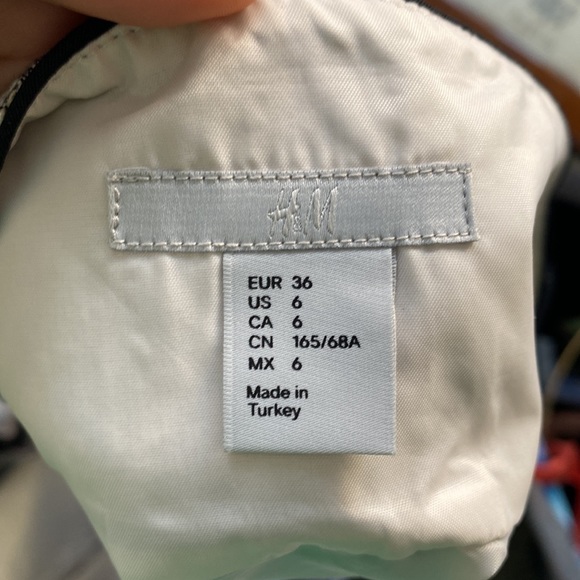 H&M
EUR 36
US 6
CA 6
CN 165/68A
MX 6
Made in
Turkey